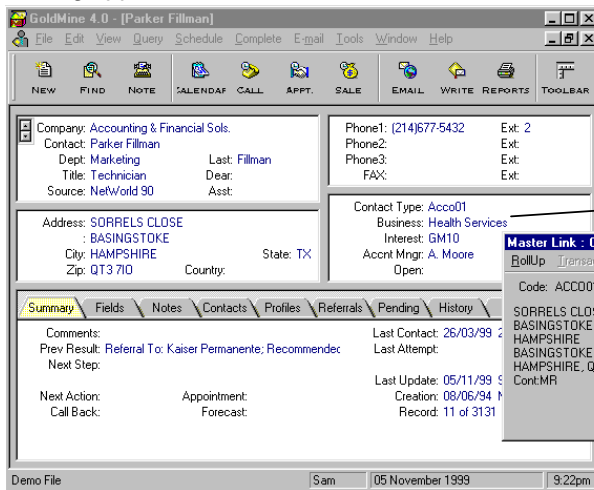 GoldMine 4.0 - [Parker Fillman]
File Edit View Query Schedule Complete E-mail Tools Window Help
NEW FIND NOTE CALENDAR CALL APPT. SALE EMAIL WRITE REPORTS TOOLBAR
Company: Accounting & Financial Sols.
Contact: Parker Fillman
Dept: Marketing Last: Fillman
Title: Technician Dear:
Source: NetWorld 90 Asst:
Phone1: (214)677-5432 Ext: 2
Phone2: Ext:
Phone3: Ext:
FAX: Ext:
Address: SORRELS CLOSE
: BASINGSTOKE
City: HAMPSHIRE State: TX
Zip: QT3 7IO Country:
Contact Type: Acco01
Business: Health Services
Interest: GM10
Accnt Mngr: A. Moore
Open:
Master Link :
RollUp
Code: ACCO0
SORRELS CLOS
BASINGSTOKE
HAMPSHIRE
BASINGSTOKE
HAMPSHIRE, Q
Cont:MR
Summary Fields Notes Contacts Profiles Referrals Pending History
Comments: Last Contact: 26/03/99 2
Prev Result: Referral To: Kaiser Permanente; Recommended Last Attempt:
Next Step:
Last Update: 05/11/99
Next Action: Appointment: Creation: 08/06/94
Call Back: Forecast: Record: 11 of 3131
Demo File Sam 05 November 1999 9:22pm